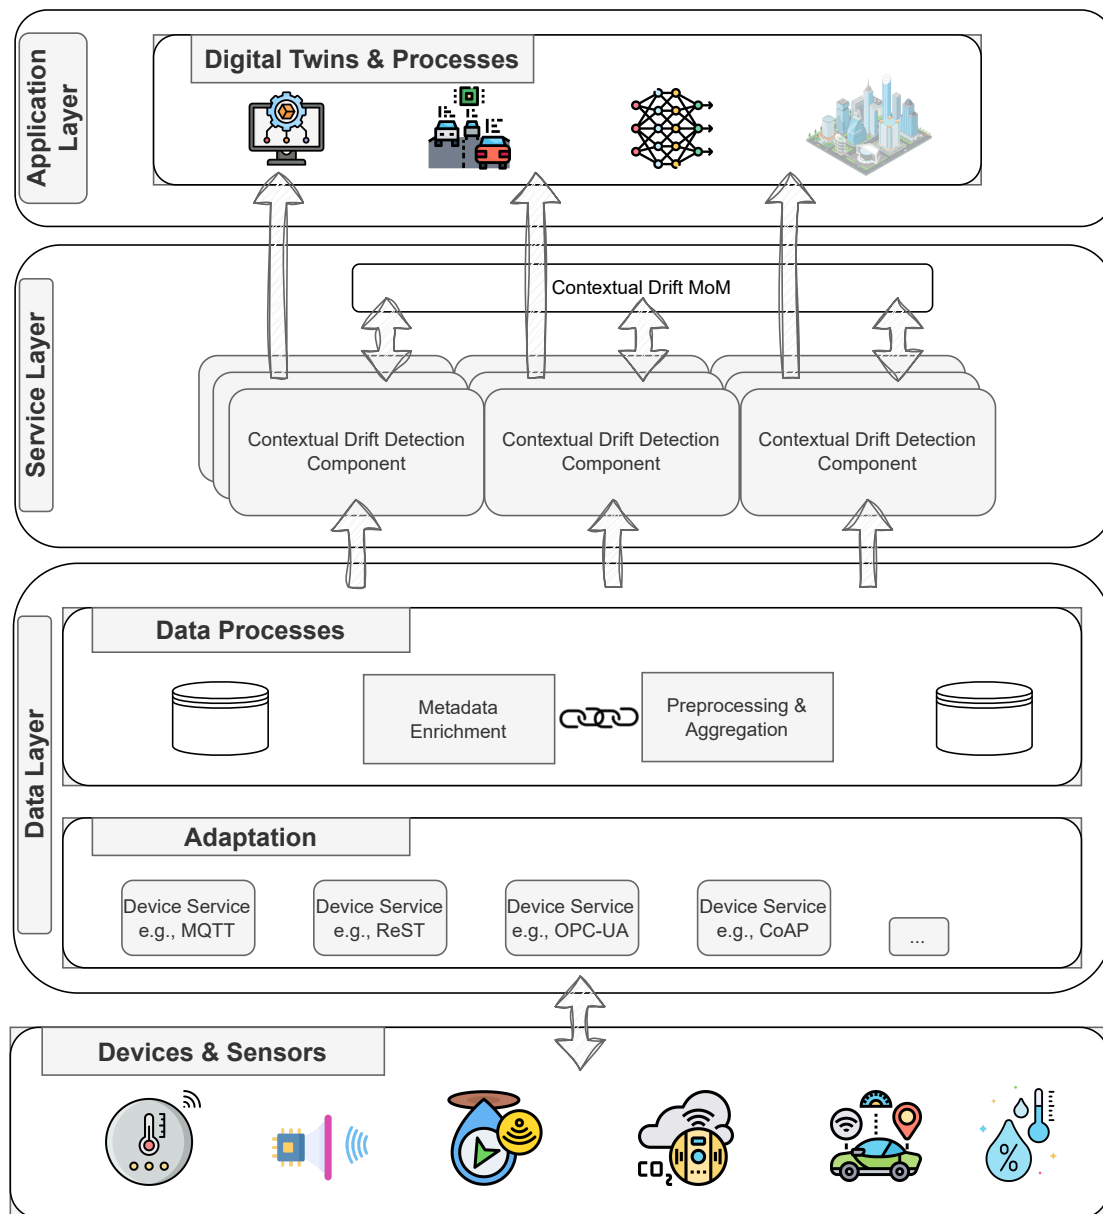 Application
Layer
Digital Twins & Processes
Service Layer
Contextual Drift MoM
Contextual Drift Detection
Component
Contextual Drift Detection
Component
Contextual Drift Detection
Component
Data Layer
Data Processes
Metadata
Enrichment
Preprocessing &
Aggregation
Adaptation
Device Service
e.g., MQTT
Device Service
e.g., ReST
Device Service
e.g., OPC-UA
Device Service
e.g., CoAP
...
Devices & Sensors
CO2
%